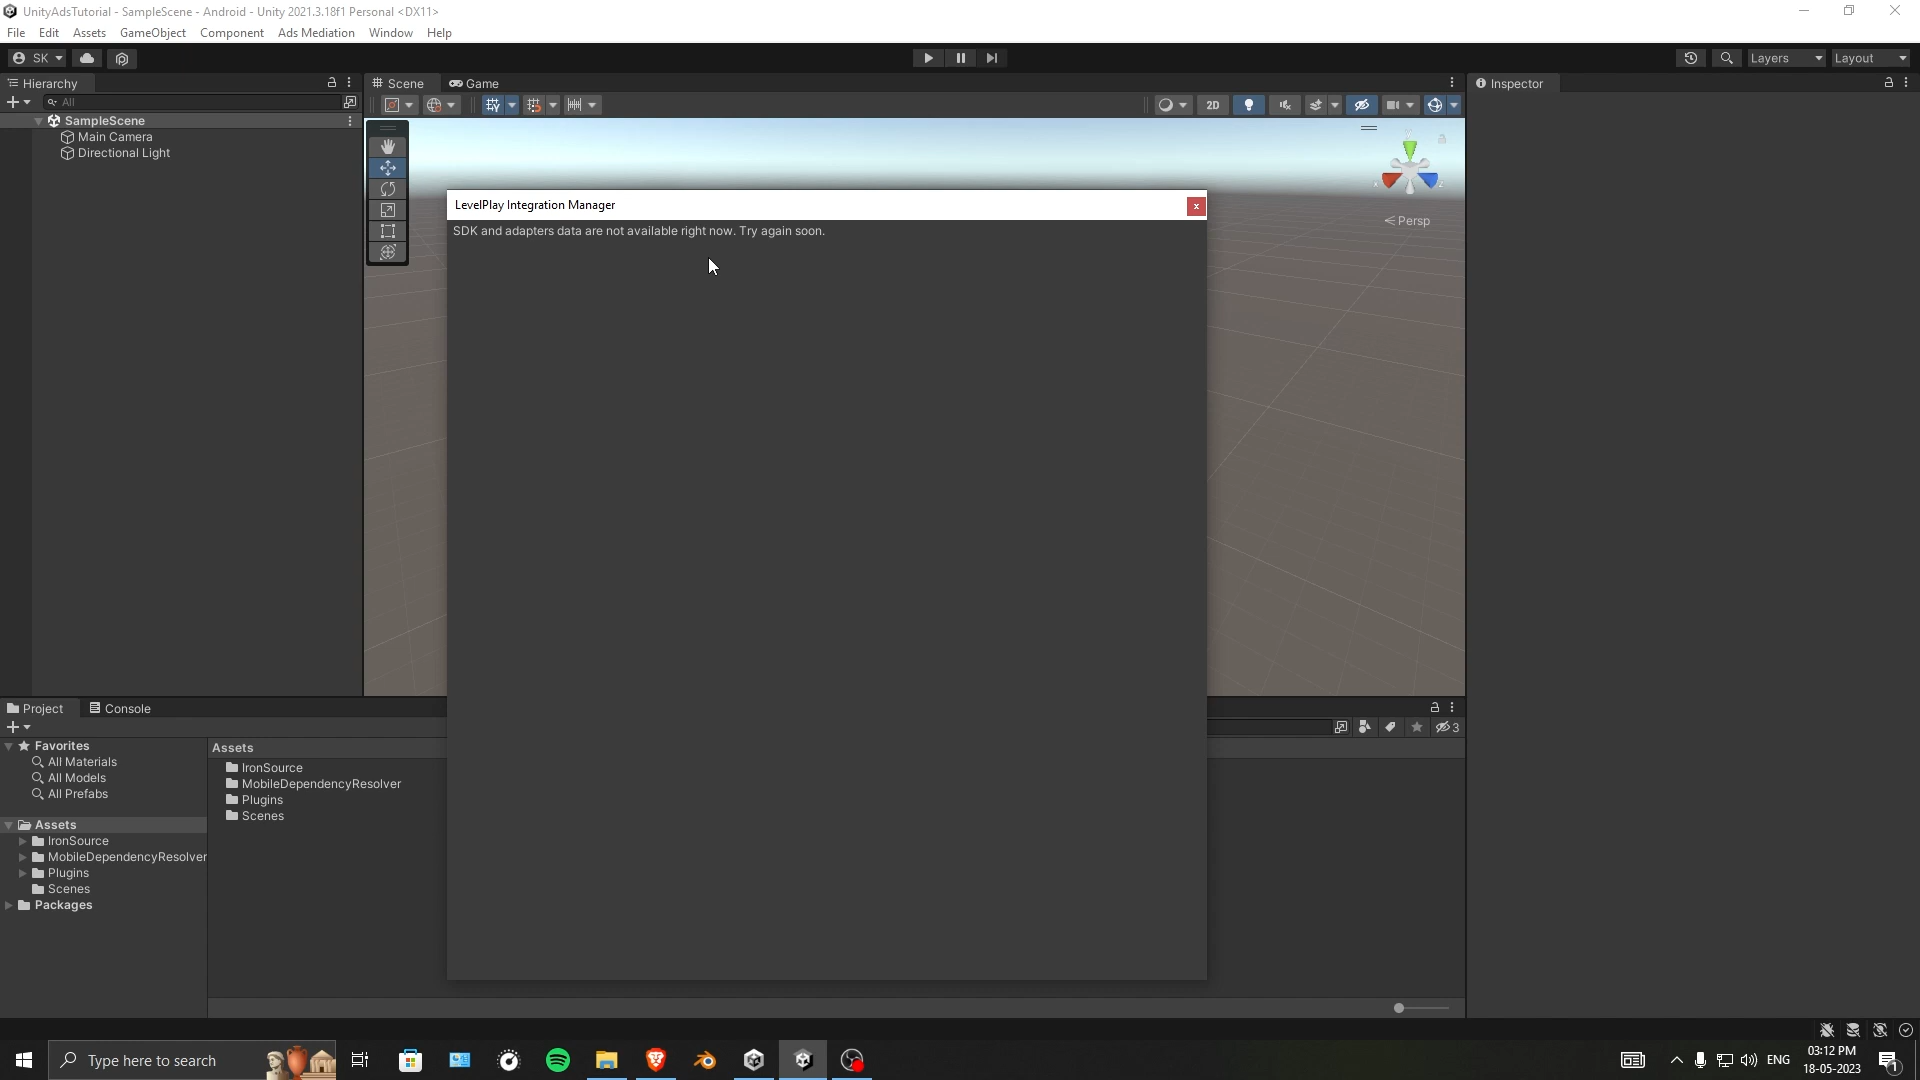 UnityAdsTutorial - SampleScene - Android - Unity 2021.3.18f1 Personal <DX11>
File Edit Assets GameObject Component Ads Mediation Window Help
SK
Layers
Layout
Hierarchy
All
SampleScene
Main Camera
Directional Light
Scene
Game
2D
Persp
Inspector
LevelPlay Integration Manager
x
SDK and adapters data are not available right now. Try again soon.
Project
Console
3
Favorites
All Materials
All Models
All Prefabs
Assets
IronSource
MobileDependencyResolver
Plugins
Scenes
Packages
Assets
IronSource
MobileDependencyResolver
Plugins
Scenes
Type here to search
ENG
03:12 PM
18-05-2023
1